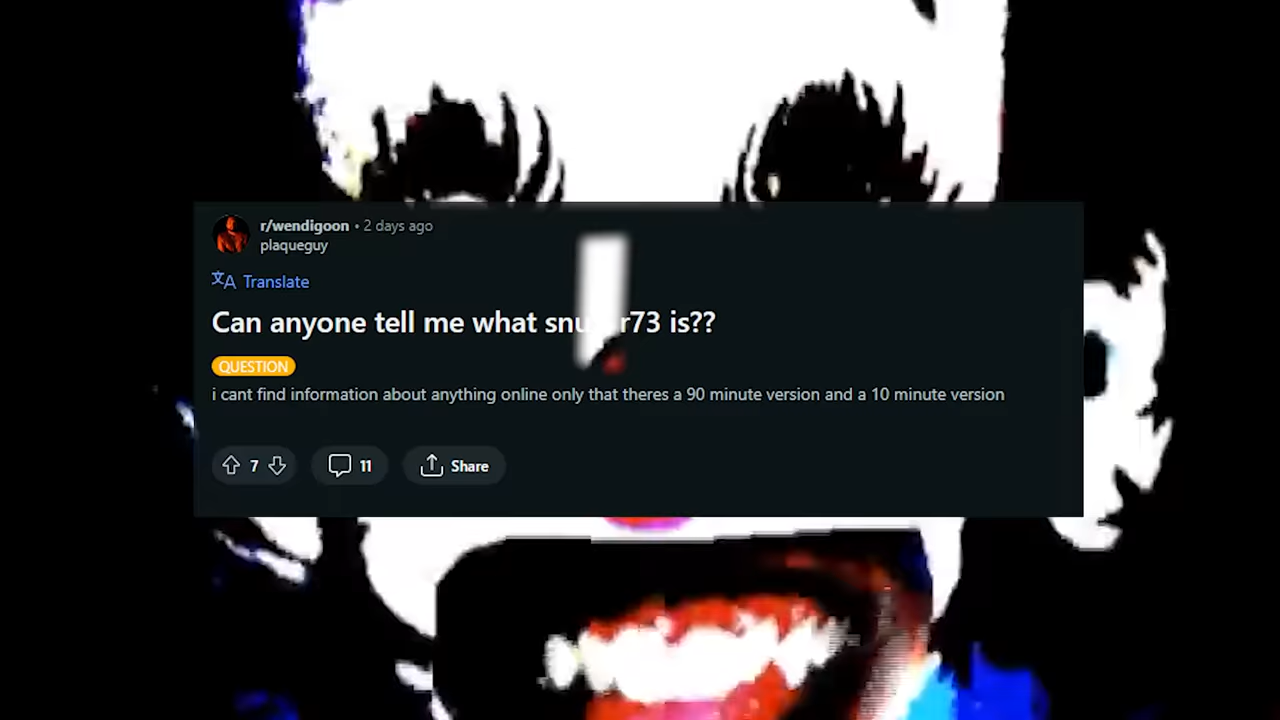 r/wendigoon • 2 days ago
plaqueguy
Translate
Can anyone tell me what is??
QUESTION
i cant find information about anything online only that theres a 90 minute version and a 10 minute version
7 11 Share